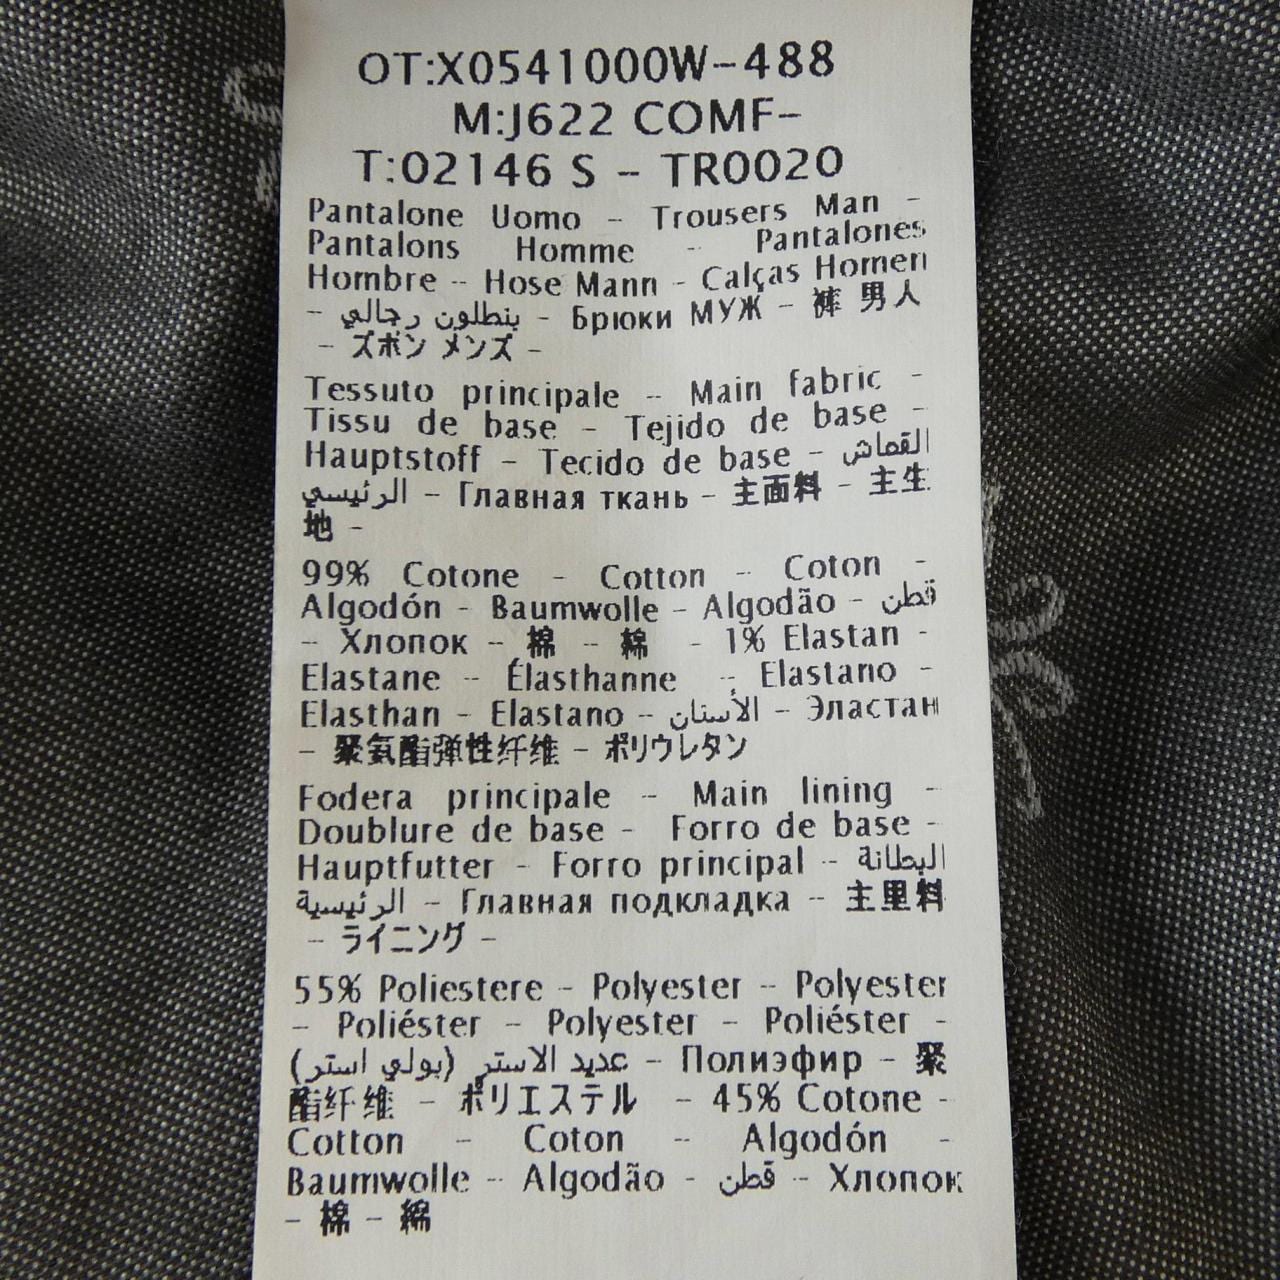 OT:X0541000W-488
M:J622 COMF-
T:02146 S - TR0020
Pantalone Uomo - Trousers Man -
Pantalons Homme - Pantalones
Hombre - Hose Mann - Calças Homen
- بنطلون رجالي - Брюки МУЖ - 裤 男人
- ズボン メンズ -
Tessuto principale - Main fabric -
Tissu de base - Tejido de base -
Hauptstoff - Tecido de base - القماش
الرئيسي - Главная ткань - 主面料 - 主生
地 -
99% Cotone - Cotton - Coton -
Algodón - Baumwolle - Algodão - قطن
- Хлопок - 棉 - 綿 - 1% Elastan -
Elastane - Élasthanne - Elastano -
Elasthan - Elastano - الأستان - Эластан
- 聚氨酯弹性纤维 - ポリウレタン
Fodera principale - Main lining -
Doublure de base - Forro de base -
Hauptfutter - Forro principal - البطانة
الرئيسية - Главная подкладка - 主里料
- ライニング -
55% Poliestere - Polyester - Polyester
- Poliéster - Polyester - Poliéster -
عديد الاستر (بولي استر) - Полиэфир - 聚
酯纤维 - ポリエステル - 45% Cotone -
Cotton - Coton - Algodón -
Baumwolle - Algodão - قطن - Хлопок
- 棉 - 綿